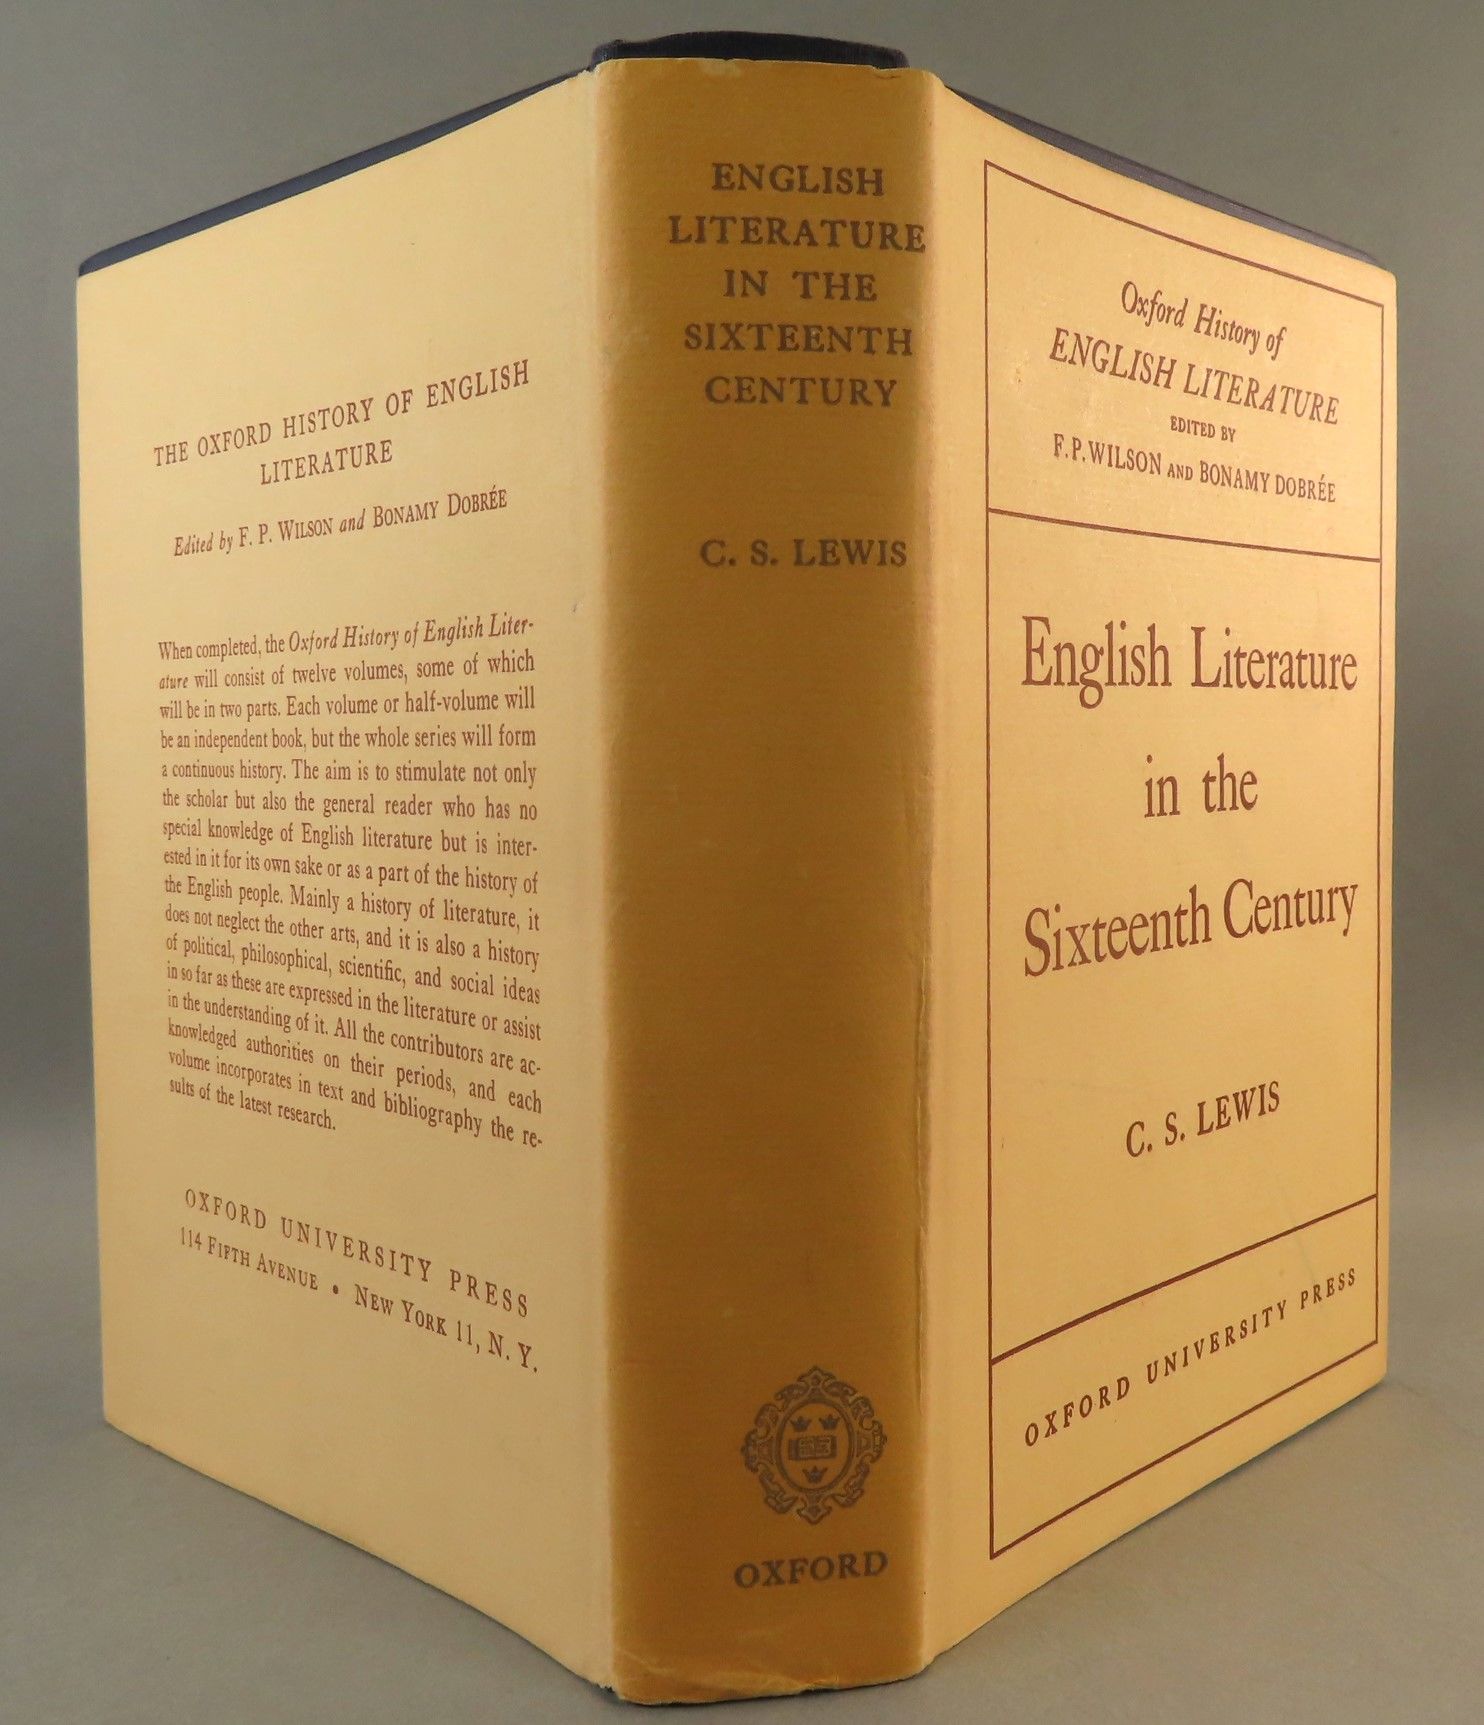 THE OXFORD HISTORY OF ENGLISH
LITERATURE
Edited by F. P. WILSON and BONAMY DOBRÉE
When completed, the Oxford History of English Liter-
ature will consist of twelve volumes, some of which
will be in two parts. Each volume or half-volume will
be an independent book, but the whole series will form
a continuous history. The aim is to stimulate not only
the scholar but also the general reader who has no
special knowledge of English literature but is inter-
ested in it for its own sake or as a part of the history of
the English people. Mainly a history of literature, it
does not neglect the other arts, and it is also a history
of political, philosophical, scientific, and social ideas
in so far as these are expressed in the literature or assist
in the understanding of it. All the contributors are ac-
knowledged authorities on their periods, and each
volume incorporates in text and bibliography the re-
sults of the latest research.
OXFORD UNIVERSITY PRESS
114 FIFTH AVENUE • NEW YORK 11, N. Y.
ENGLISH
LITERATURE
IN THE
SIXTEENTH
CENTURY
C. S. LEWIS
OXFORD
Oxford History of
ENGLISH LITERATURE
EDITED BY
F. P. WILSON AND BONAMY DOBRÉE
English Literature
in the
Sixteenth Century
C. S. LEWIS
OXFORD UNIVERSITY PRESS